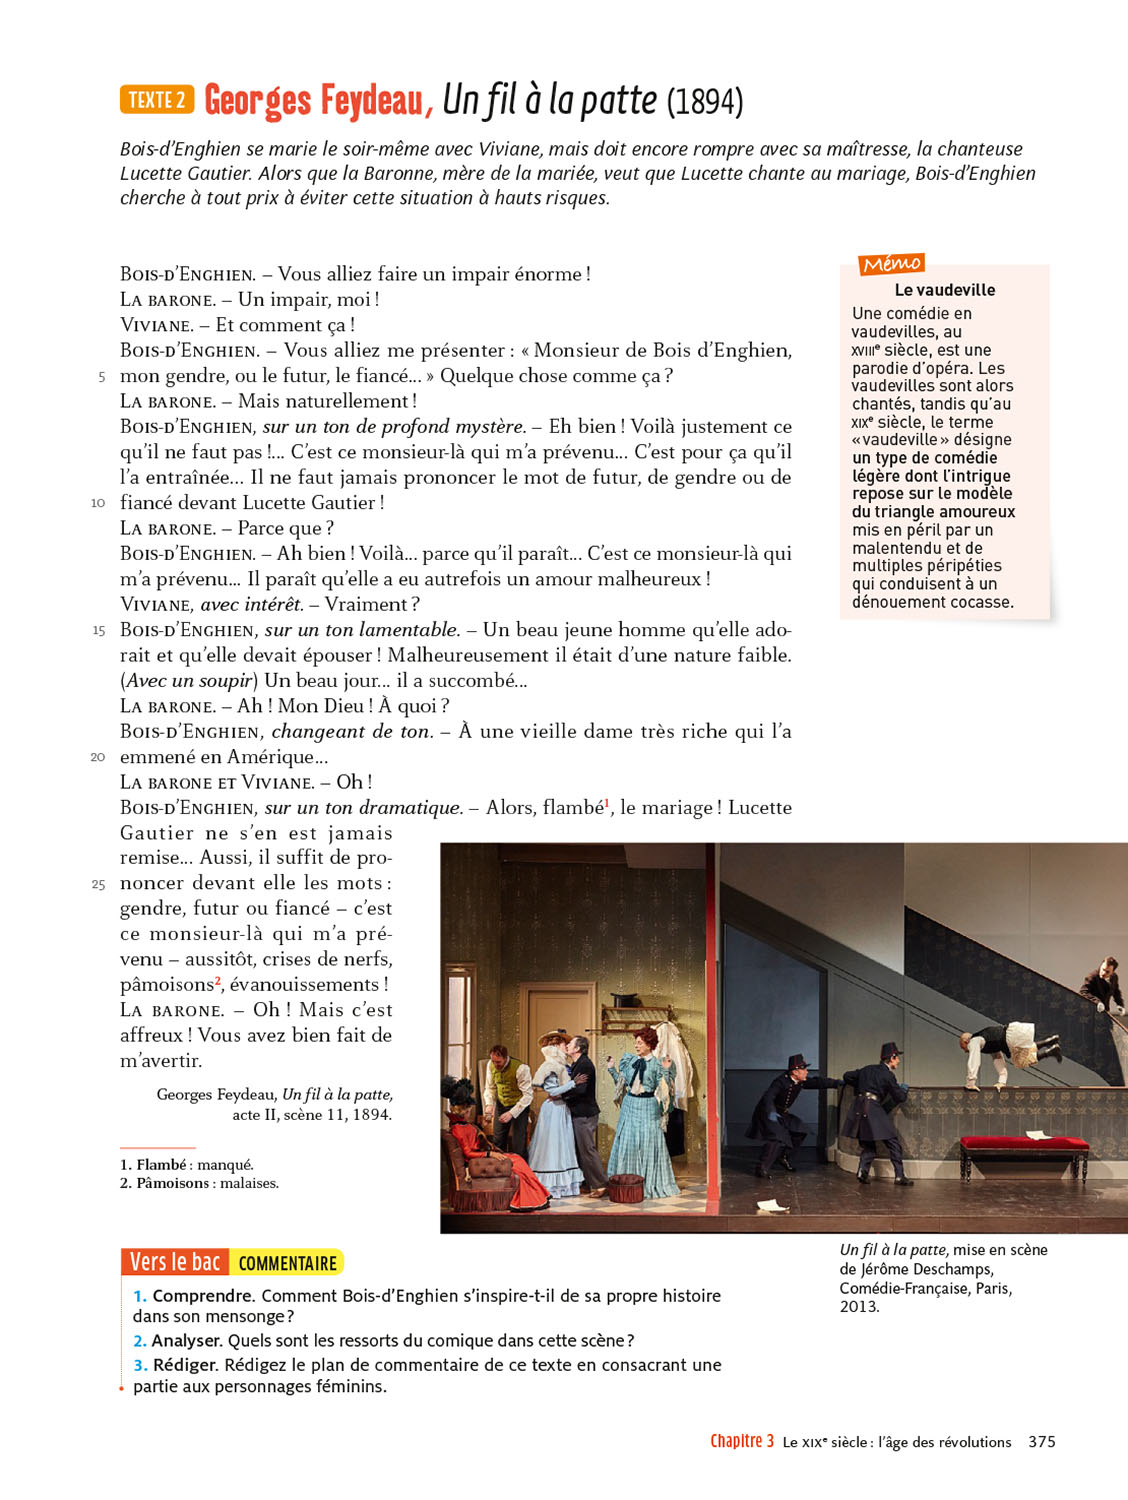 TEXTE 2 Georges Feydeau, Un fil à la patte (1894)
Bois-d’Enghien se marie le soir-même avec Viviane, mais doit encore rompre avec sa maîtresse, la chanteuse
Lucette Gautier. Alors que la Baronne, mère de la mariée, veut que Lucette chante au mariage, Bois-d’Enghien
cherche à tout prix à éviter cette situation à hauts risques.
BOIS-D’ENGHIEN. – Vous alliez faire un impair énorme !
LA BARONE. – Un impair, moi !
VIVIANE. – Et comment ça !
BOIS-D’ENGHIEN. – Vous alliez me présenter : « Monsieur de Bois d’Enghien,
5 mon gendre, ou le futur, le fiancé... » Quelque chose comme ça ?
LA BARONE. – Mais naturellement !
BOIS-D’ENGHIEN, sur un ton de profond mystère. – Eh bien ! Voilà justement ce
qu’il ne faut pas !... C’est ce monsieur-là qui m’a prévenu... C’est pour ça qu’il
l’a entraînée... Il ne faut jamais prononcer le mot de futur, de gendre ou de
10 fiancé devant Lucette Gautier !
LA BARONE. – Parce que ?
BOIS-D’ENGHIEN. – Ah bien ! Voilà... parce qu’il paraît... C’est ce monsieur-là qui
m’a prévenu... Il paraît qu’elle a eu autrefois un amour malheureux !
VIVIANE, avec intérêt. – Vraiment ?
15 BOIS-D’ENGHIEN, sur un ton lamentable. – Un beau jeune homme qu’elle ado-
rait et qu’elle devait épouser ! Malheureusement il était d’une nature faible.
(Avec un soupir) Un beau jour... il a succombé...
LA BARONE. – Ah ! Mon Dieu ! À quoi ?
BOIS-D’ENGHIEN, changeant de ton. – À une vieille dame très riche qui l’a
20 emmené en Amérique...
LA BARONE ET VIVIANE. – Oh !
BOIS-D’ENGHIEN, sur un ton dramatique. – Alors, flambé1, le mariage ! Lucette
Gautier ne s’en est jamais
remise... Aussi, il suffit de pro-
25 noncer devant elle les mots :
gendre, futur ou fiancé – c’est
ce monsieur-là qui m’a pré-
venu – aussitôt, crises de nerfs,
pâmoisons2, évanouissements !
LA BARONE. – Oh ! Mais c’est
affreux ! Vous avez bien fait de
m’avertir.
Georges Feydeau, Un fil à la patte,
acte II, scène 11, 1894.
1. Flambé : manqué.
2. Pâmoisons : malaises.
Mémo
Le vaudeville
Une comédie en
vaudevilles, au
XVIIIe siècle, est une
parodie d’opéra. Les
vaudevilles sont alors
chantés, tandis qu’au
XIXe siècle, le terme
« vaudeville » désigne
un type de comédie
légère dont l’intrigue
repose sur le modèle
du triangle amoureux
mis en péril par un
malentendu et de
multiples péripéties
qui conduisent à un
dénouement cocasse.
Un fil à la patte, mise en scène
de Jérôme Deschamps,
Comédie-Française, Paris,
2013.
Vers le bac COMMENTAIRE
1. Comprendre. Comment Bois-d’Enghien s’inspire-t-il de sa propre histoire
dans son mensonge ?
2. Analyser. Quels sont les ressorts du comique dans cette scène ?
3. Rédiger. Rédigez le plan de commentaire de ce texte en consacrant une
partie aux personnages féminins.
Chapitre 3 Le XIXe siècle : l’âge des révolutions 375